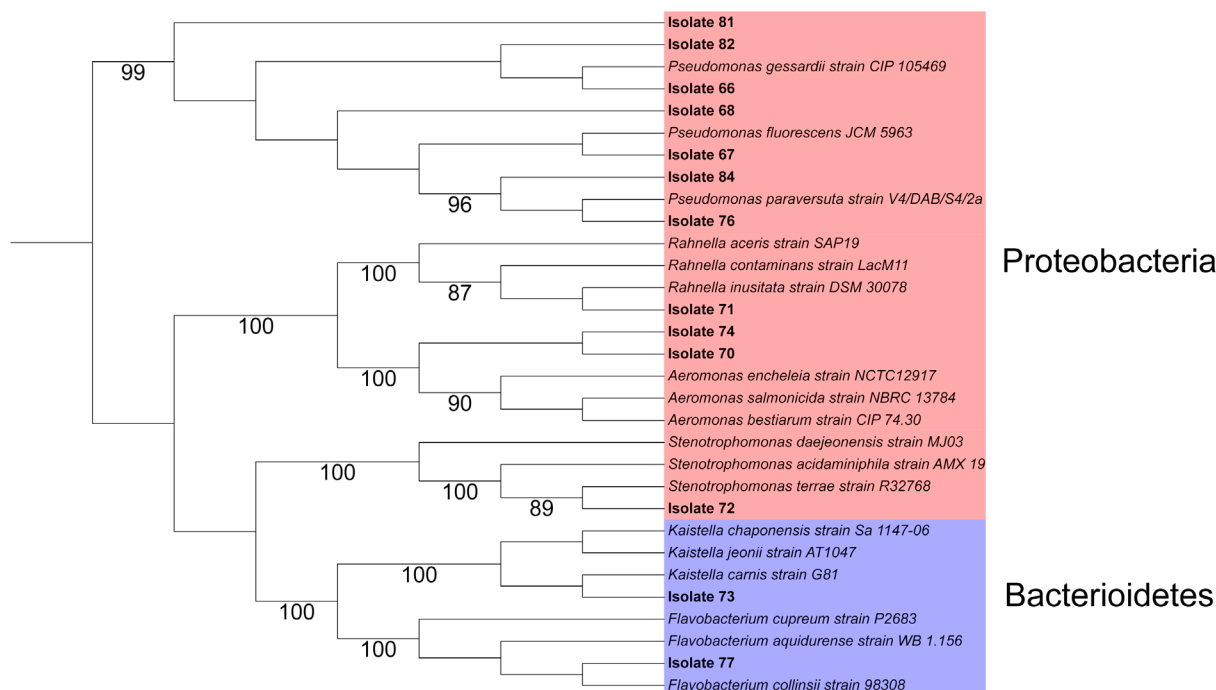 Isolate 81
Isolate 82
99
Pseudomonas gessardii strain CIP 105469
Isolate 66
Isolate 68
Pseudomonas fluorescens JCM 5963
Isolate 67
Isolate 84
96
Pseudomonas paraversuta strain V4/DAB/S4/2a
Isolate 76
Rahnella aceris strain SAP19
Proteobacteria
100
Rahnella contaminans strain LacM11
87
Rahnella inusitata strain DSM 30078
Isolate 71
100
Isolate 74
Isolate 70
100
Aeromonas encheleia strain NCTC12917
90
Aeromonas salmonicida strain NBRC 13784
Aeromonas bestiarum strain CIP 74.30
Stenotrophomonas daejeonensis strain MJ03
100
Stenotrophomonas acidaminiphila strain AMX 19
100
Stenotrophomonas terrae strain R32768
89
Isolate 72
Kaistella chaponensis strain Sa 1147-06
Kaistella jeonii strain AT1047
100
Kaistella carnis strain G81
Isolate 73
Bacterioidetes
100
Flavobacterium cupreum strain P2683
Flavobacterium aquidurense strain WB 1.156
100
Isolate 77
Flavobacterium collinsii strain 98308